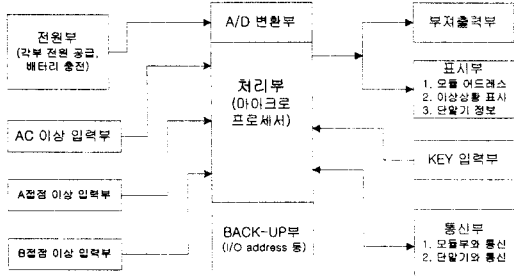 전원부
(각부 전원 공급,
배터리 충전)
AC 이상 입력부
A접점 이상 입력부
B접점 이상 입력부
A/D 변환부
처리부
(마이크로
프로세서)
BACK-UP부
(I/O address 등)
부저출력부
표시부
1. 모듈 어드레스
2. 이상상황 표시
3. 단말기 정보
KEY 입력부
통신부
1. 모듈부와 통신
2. 단말기와 통신